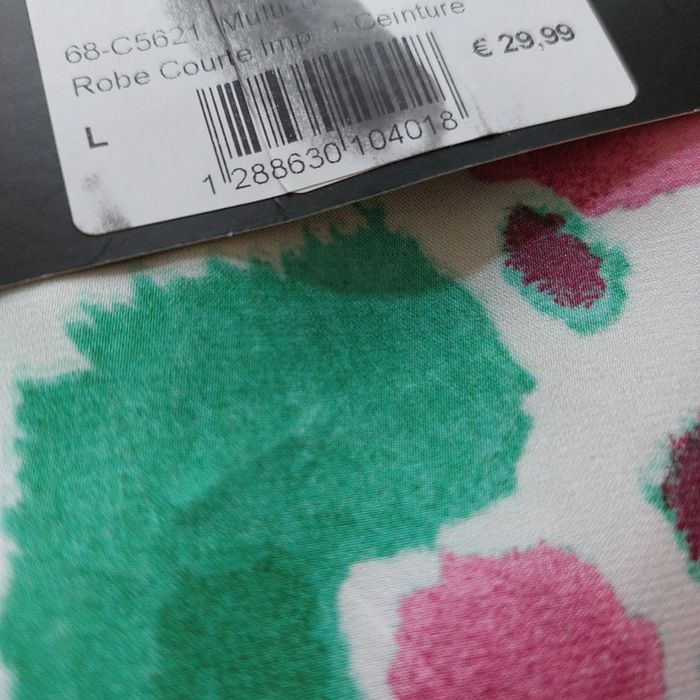 68-C5621
Robe Courte Imp. + Ceinture
€ 29,99
L
1 288630 104018